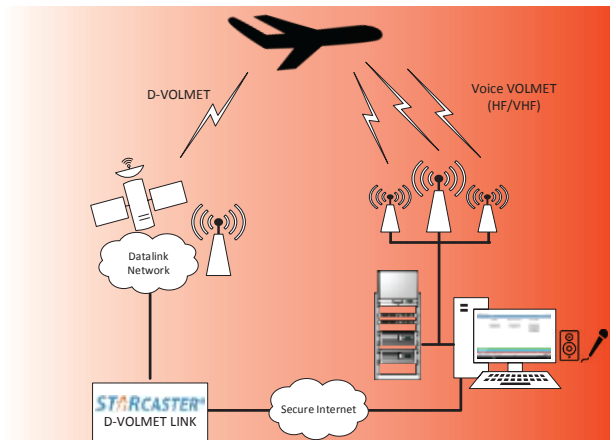 D-VOLMET
Voice VOLMET
(HF/VHF)
Datalink
Network
STARCASTER
D-VOLMET LINK
Secure Internet